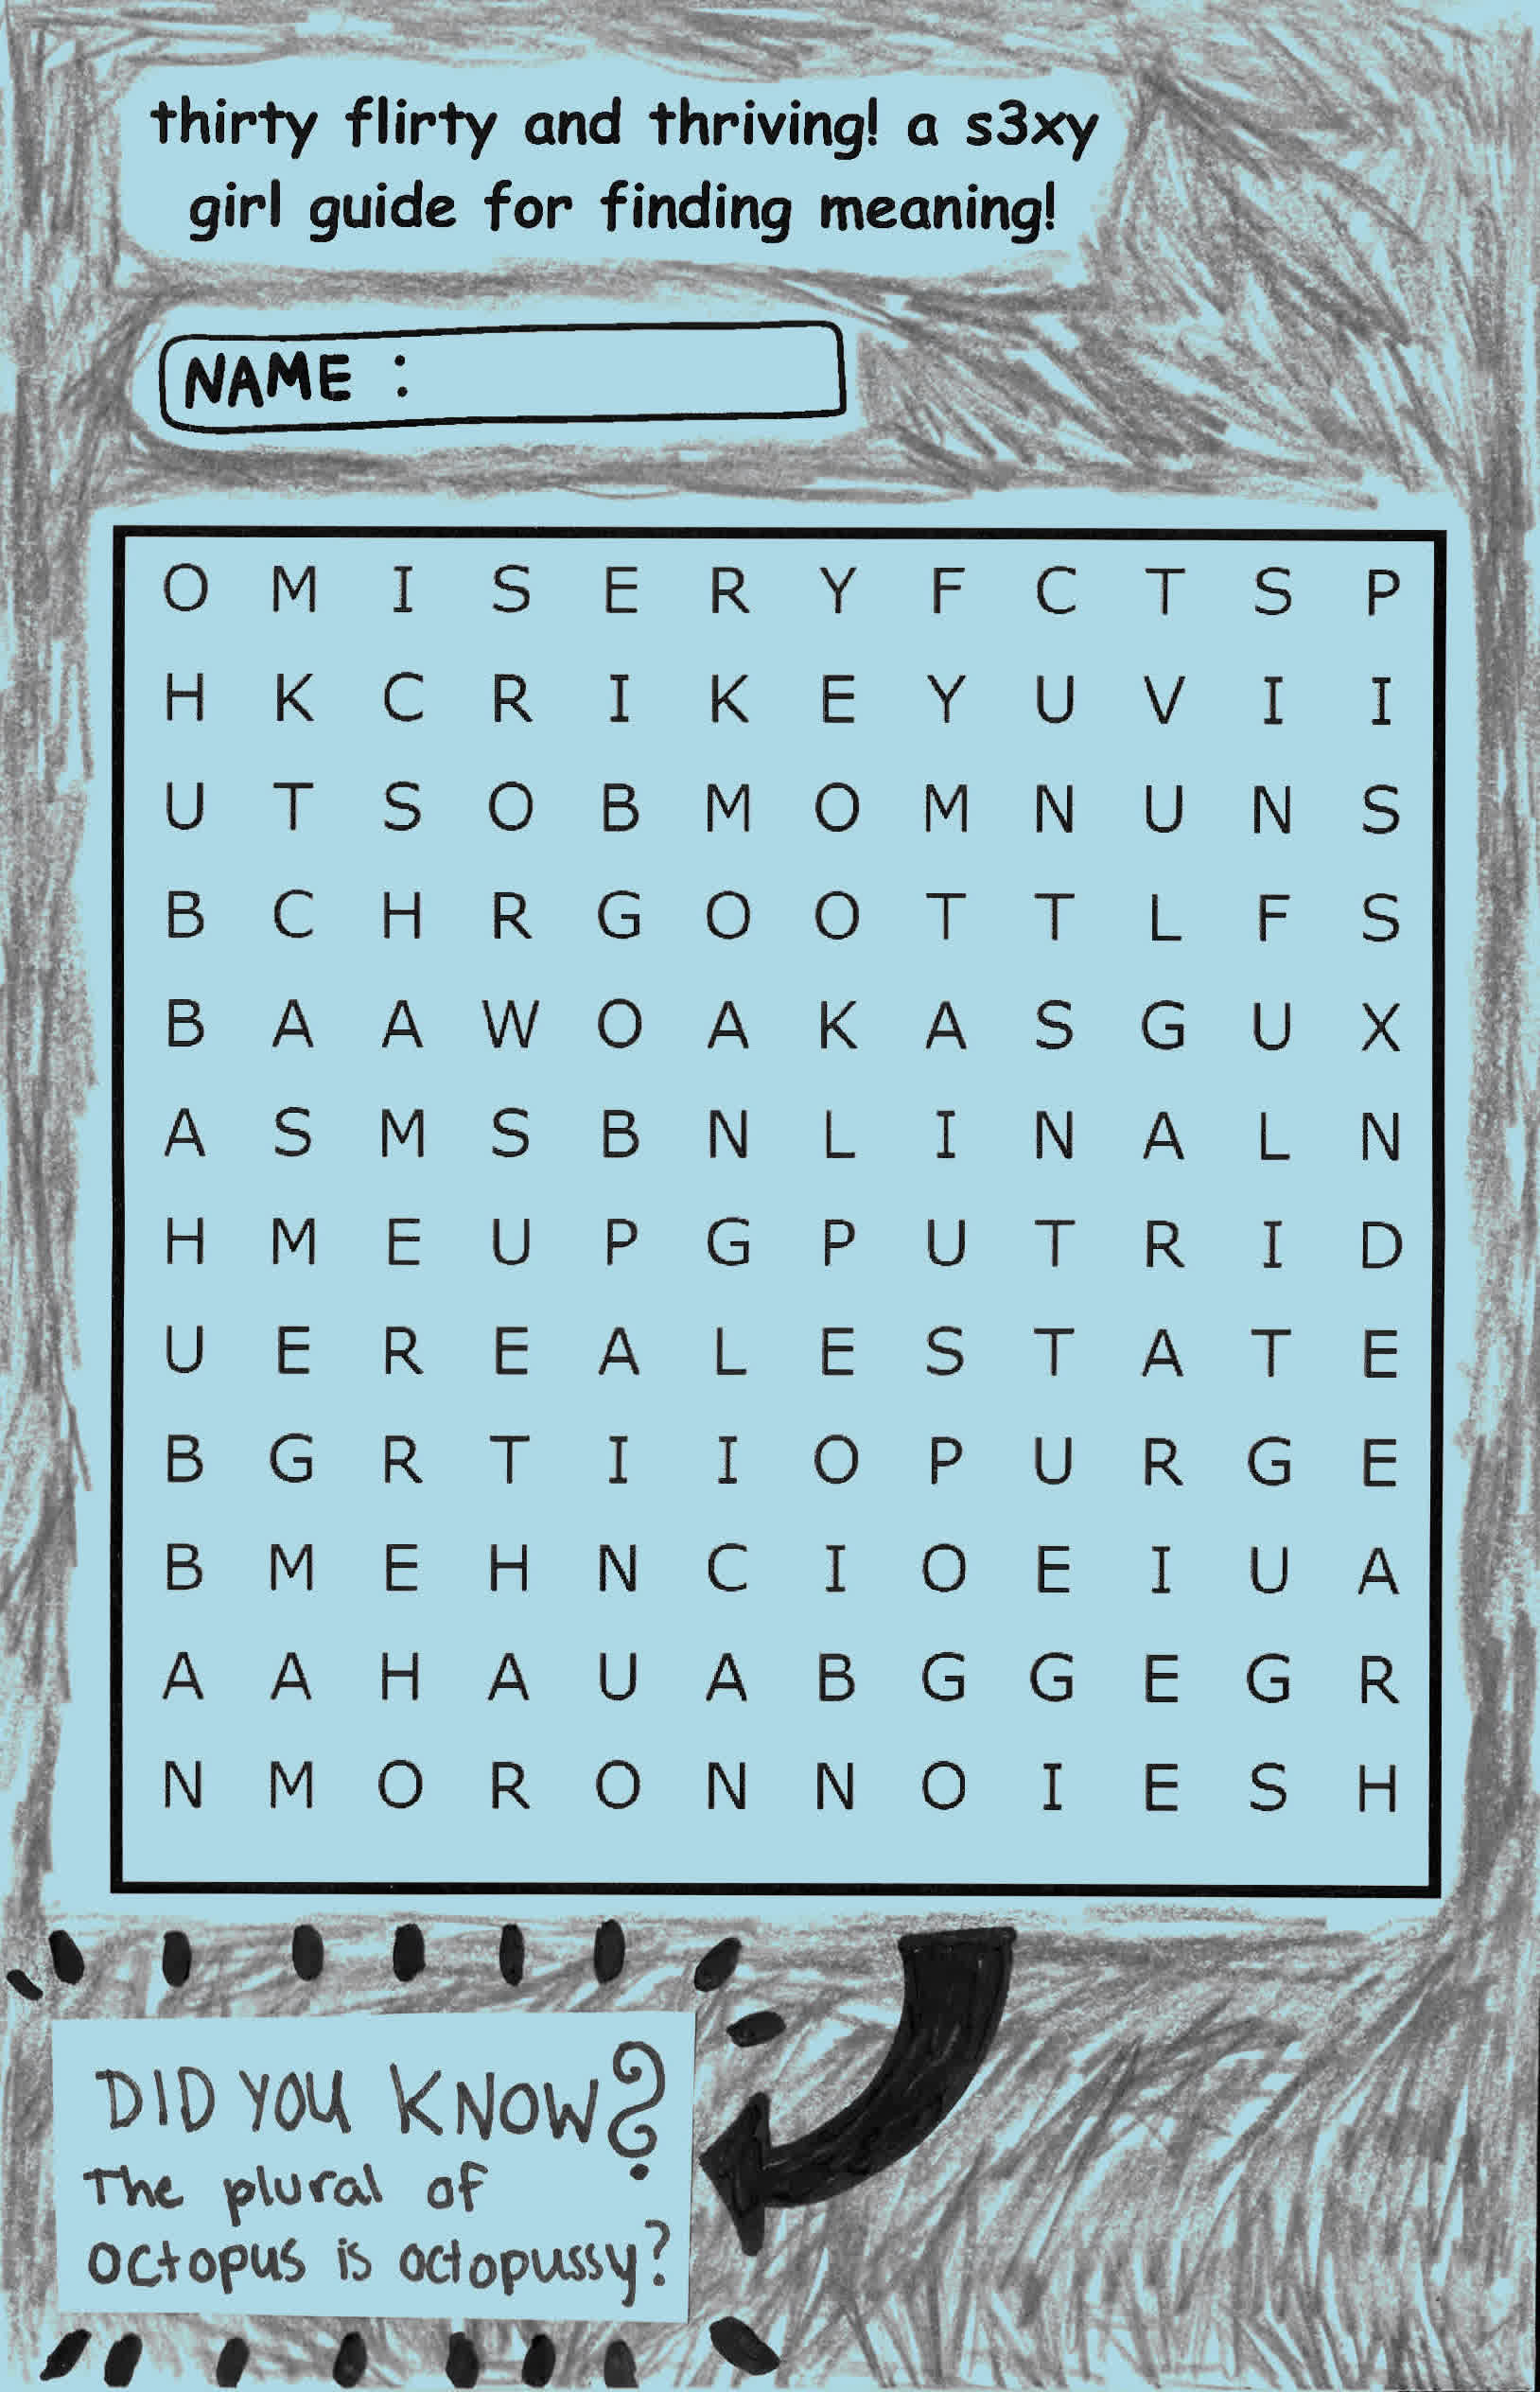 thirty flirty and thriving! a s3xy
girl guide for finding meaning!
NAME :
O M I S E R Y F C T S P
H K C R I K E Y U V I I
U T S O B M O M N U N S
B C H R G O O T T L F S
B A A W O A K A S G U X
A S M S B N L I N A L N
H M E U P G P U T R I D
U E R E A L E S T A T E
B G R T I I O P U R G E
B M E H N C I O E I U A
A A H A U A B G G E G R
N M O R O N N O I E S H
DID YOU KNOW?
The plural of
octopus is octopussy?